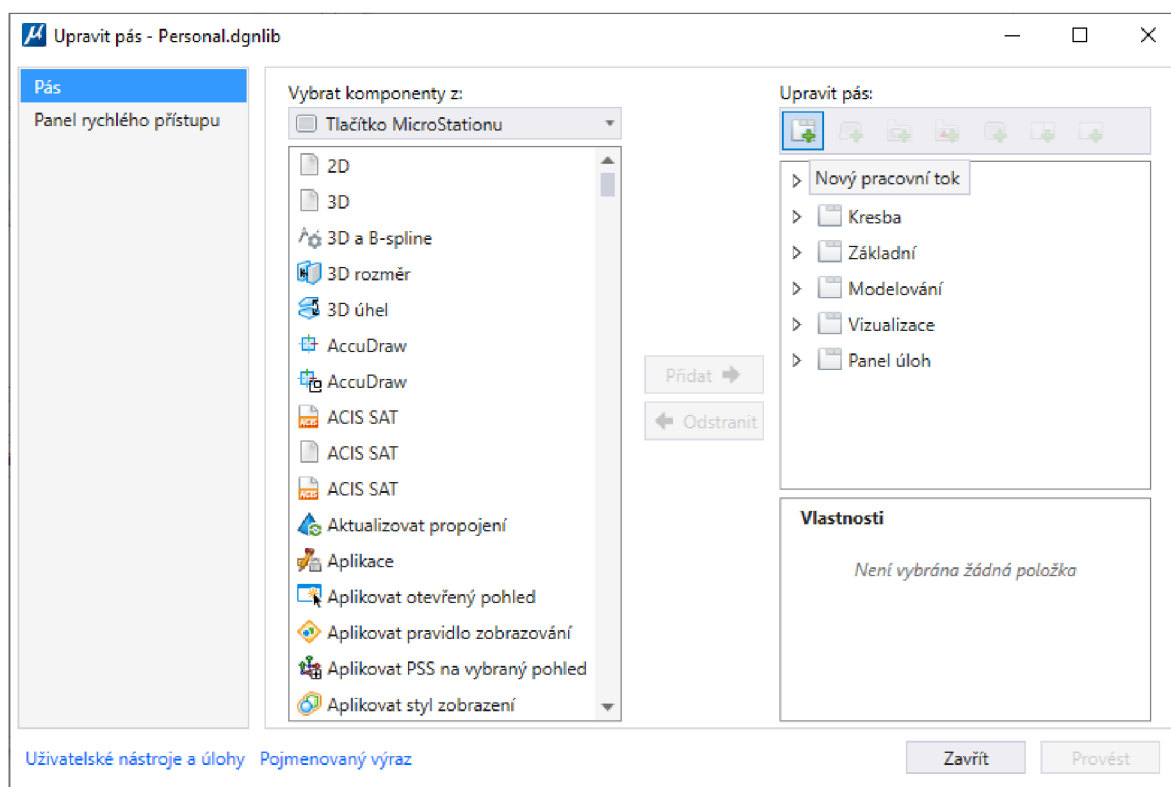 Upravit pás - Personal.dgnlib
Pás
Panel rychlého přístupu
Vybrat komponenty z:
Tlačítko MicroStationu
2D
3D
3D a B-spline
3D rozměr
3D úhel
AccuDraw
AccuDraw
ACIS SAT
ACIS SAT
ACIS SAT
Aktualizovat propojení
Aplikace
Aplikovat otevřený pohled
Aplikovat pravidlo zobrazování
Aplikovat PSS na vybraný pohled
Aplikovat styl zobrazení
Přidat
Odstranit
Upravit pás:
Nový pracovní tok
Kresba
Základní
Modelování
Vizualizace
Panel úloh
Vlastnosti
Není vybrána žádná položka
Uživatelské nástroje a úlohy Pojmenovaný výraz
Zavřít
Provést